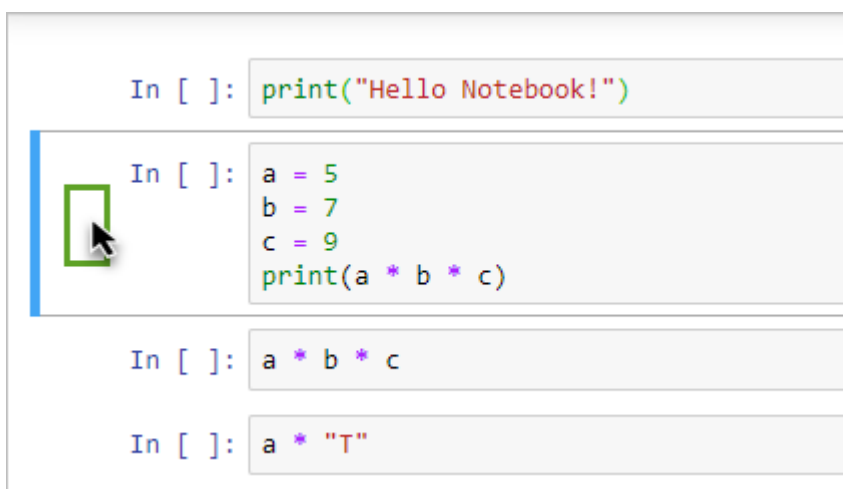 In [ ]: print("Hello Notebook!")
In [ ]: a = 5
b = 7
c = 9
print(a * b * c)
In [ ]: a * b * c
In [ ]: a * "T"